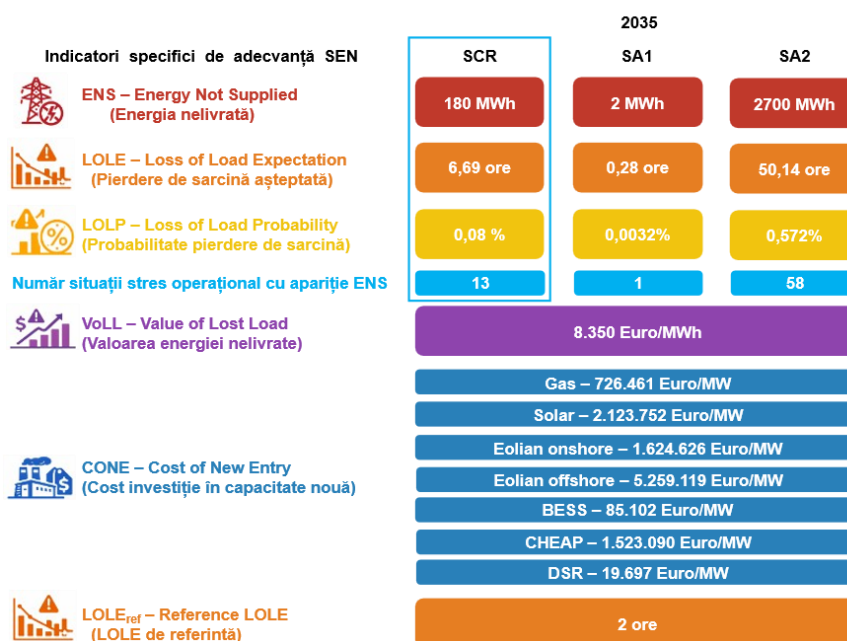 2035
Indicatori specifici de adecvanță SEN SCR SA1 SA2
ENS – Energy Not Supplied
(Energia nelivrată)
180 MWh 2 MWh 2700 MWh
LOLE – Loss of Load Expectation
(Pierdere de sarcină așteptată)
6,69 ore 0,28 ore 50,14 ore
LOLP – Loss of Load Probability
(Probabilitate pierdere de sarcină)
0,08 % 0,0032% 0,572%
Număr situații stres operațional cu apariție ENS 13 1 58
VoLL – Value of Lost Load
(Valoarea energiei nelivrate)
8.350 Euro/MWh
Gas – 726.461 Euro/MW
Solar – 2.123.752 Euro/MW
Eolian onshore – 1.624.626 Euro/MW
CONE – Cost of New Entry
(Cost investiție în capacitate nouă)
Eolian offshore – 5.259.119 Euro/MW
BESS – 85.102 Euro/MW
CHEAP – 1.523.090 Euro/MW
DSR – 19.697 Euro/MW
LOLEref – Reference LOLE
(LOLE de referință)
2 ore